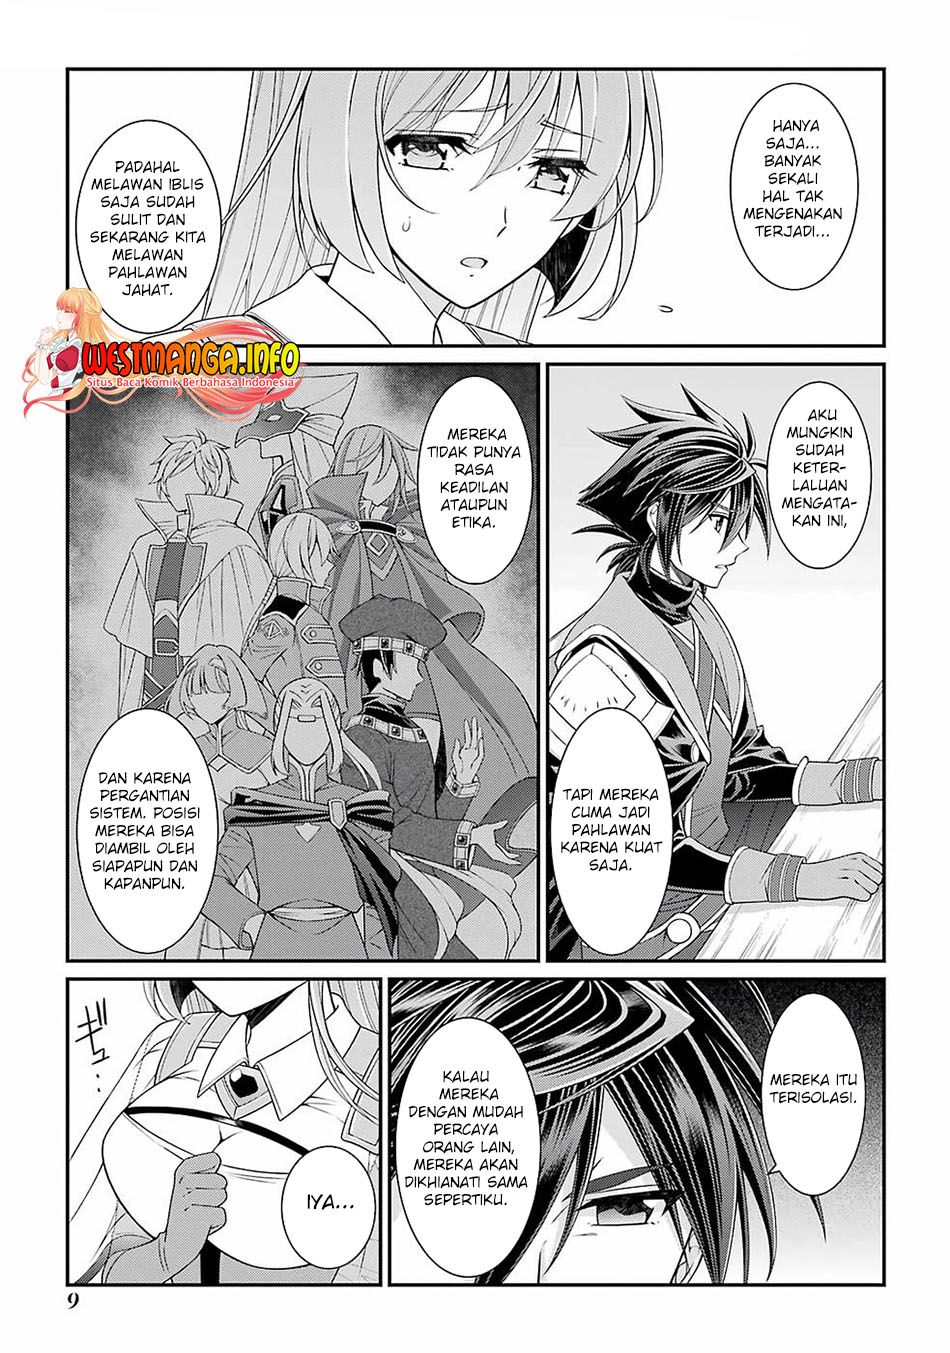 HANYA
SAJA...
BANYAK
SEKALI
HAL TAK
MENGENAKAN
TERJADI...
PADAHAL
MELAWAN IBLIS
SAJA SUDAH
SULIT DAN
SEKARANG KITA
MELAWAN
PAHLAWAN
JAHAT.
WESTMANGA.INFO
Situs Baca Komik Berbahasa Indonesia
AKU
MUNGKIN
SUDAH
KETER-
LALUAN
MENGATA-
KAN INI,
TAPI MEREKA
CUMA JADI
PAHLAWAN
KARENA KUAT
SAJA.
MEREKA
TIDAK PUNYA
RASA
KEADILAN
ATAUPUN
ETIKA.
DAN KARENA
PERGANTIAN
SISTEM. POSISI
MEREKA BISA
DIAMBIL OLEH
SIAPAPUN DAN
KAPANPUN.
MEREKA ITU
TERISOLASI.
KALAU
MEREKA
DENGAN MUDAH
PERCAYA
ORANG LAIN,
MEREKA AKAN
DIKHIANATI SAMA
SEPERTIKU.
ギュ…
IYA...
9